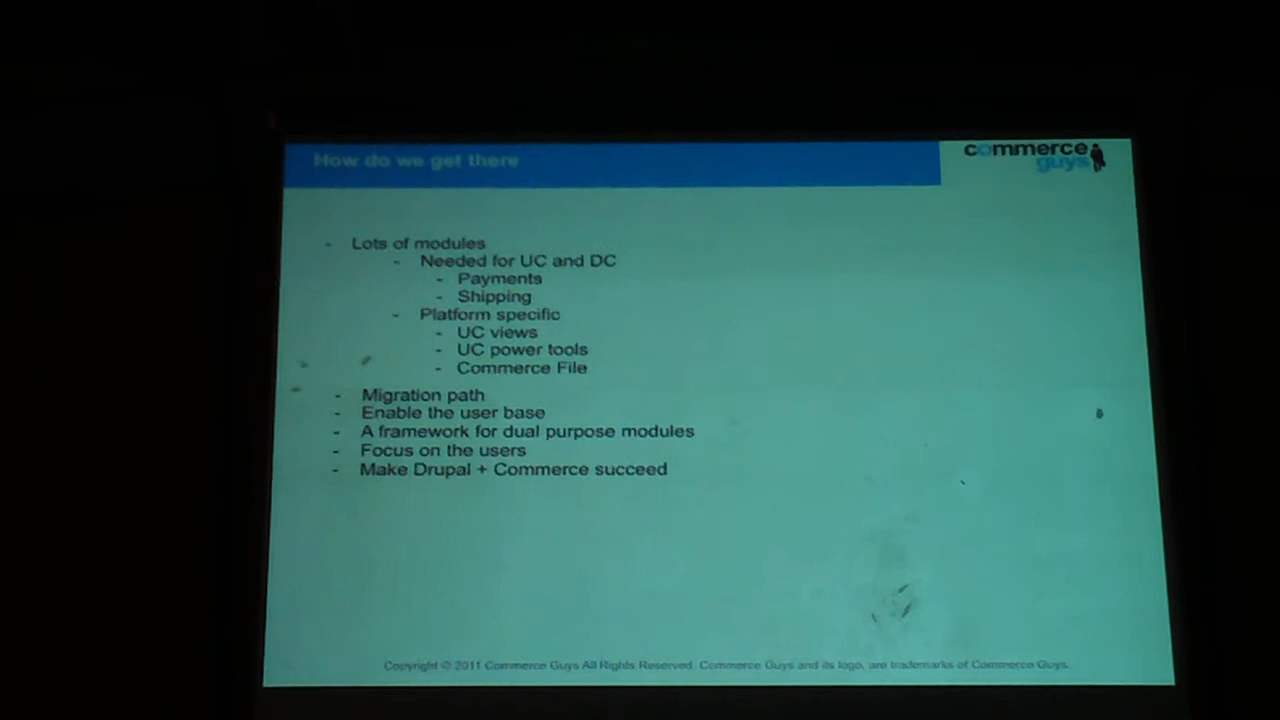 How do we get there
commerce
guys
- Lots of modules
- Needed for UC and DC
- Payments
- Shipping
- Platform specific
- UC views
- UC power tools
- Commerce File
- Migration path
- Enable the user base
- A framework for dual purpose modules
- Focus on the users
- Make Drupal + Commerce succeed
Copyright © 2011 Commerce Guys All Rights Reserved. Commerce Guys and its logo, are trademarks of Commerce Guys.